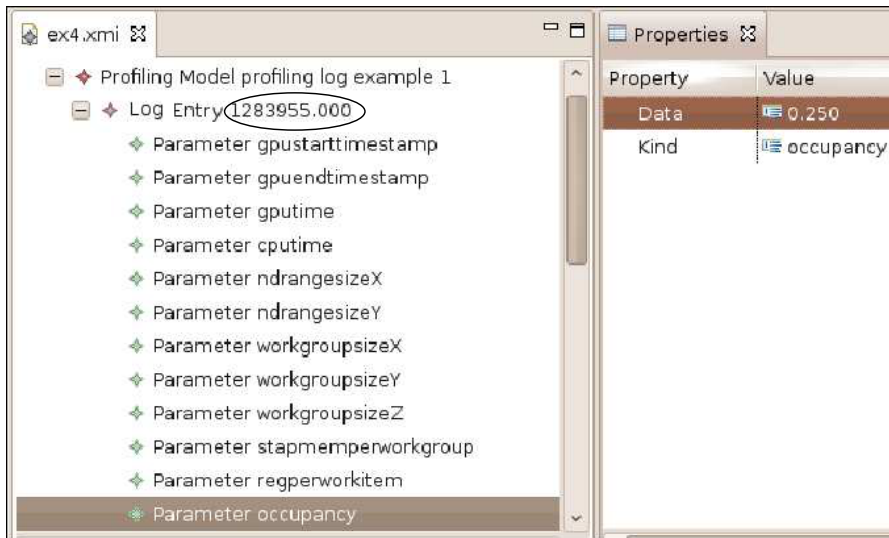 ex4.xmi
Profiling Model profiling log example 1
Log Entry 1283955.000
Parameter gpustarttimestamp
Parameter gpuendtimestamp
Parameter gputime
Parameter cputime
Parameter ndrangesizeX
Parameter ndrangesizeY
Parameter workgroupsizeX
Parameter workgroupsizeY
Parameter workgroupsizeZ
Parameter stapmemperworkgroup
Parameter regperworkitem
Parameter occupancy
Properties
Property Value
Data 0.250
Kind occupancy